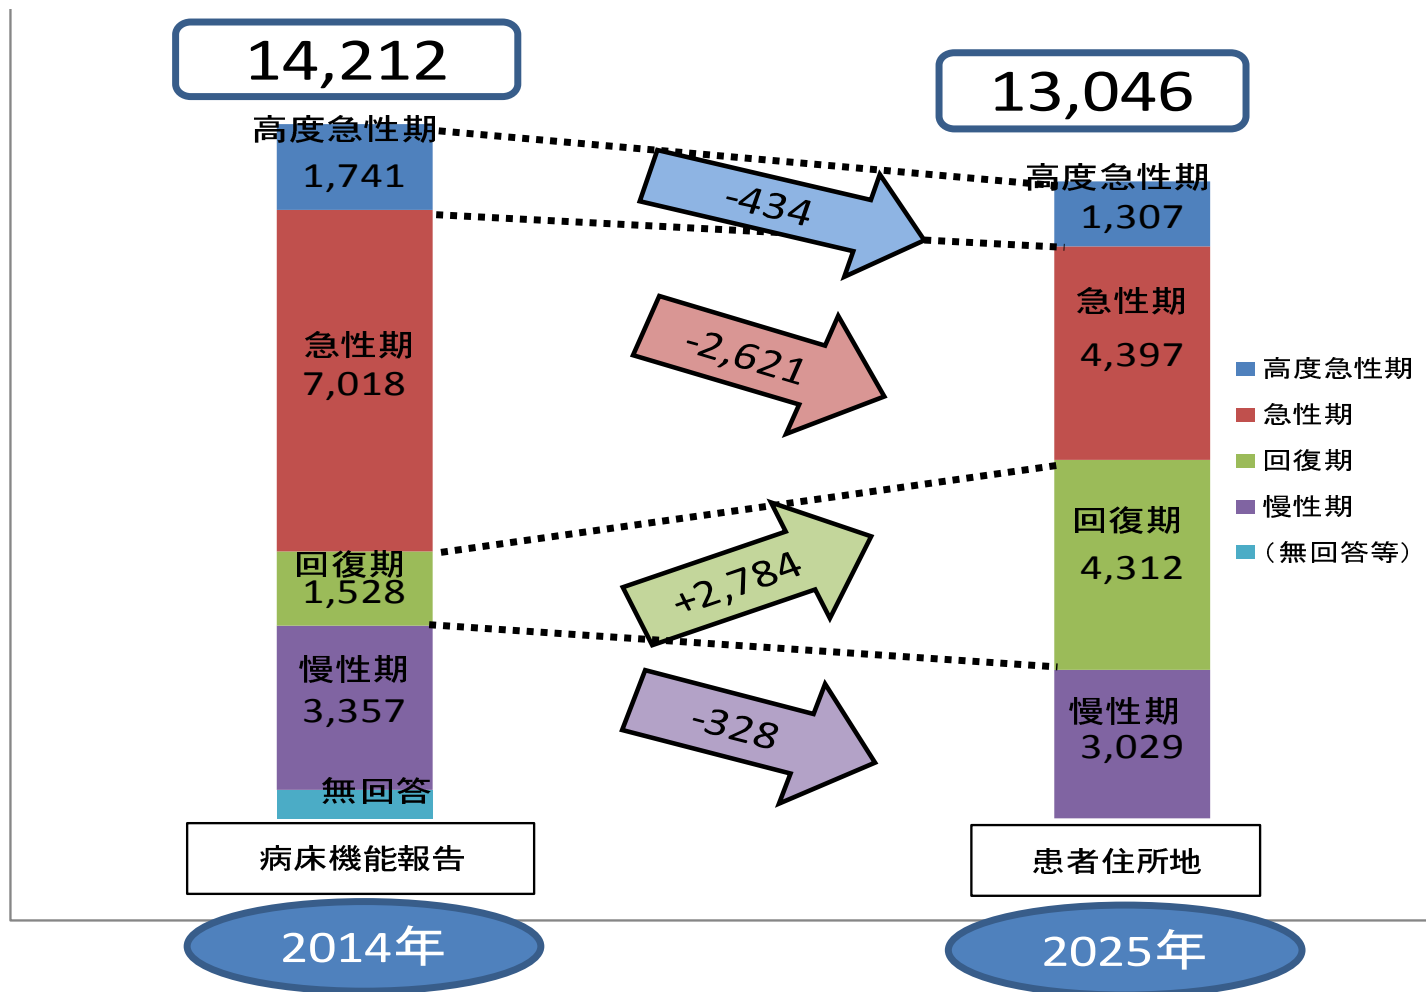 14,212
高度急性期
1,741
急性期
7,018
回復期
1,528
慢性期
3,357
無回答
病床機能報告
2014年
-434
-2,621
+2,784
-328
13,046
高度急性期
1,307
急性期
4,397
回復期
4,312
慢性期
3,029
患者住所地
2025年
高度急性期
急性期
回復期
慢性期
（無回答等）